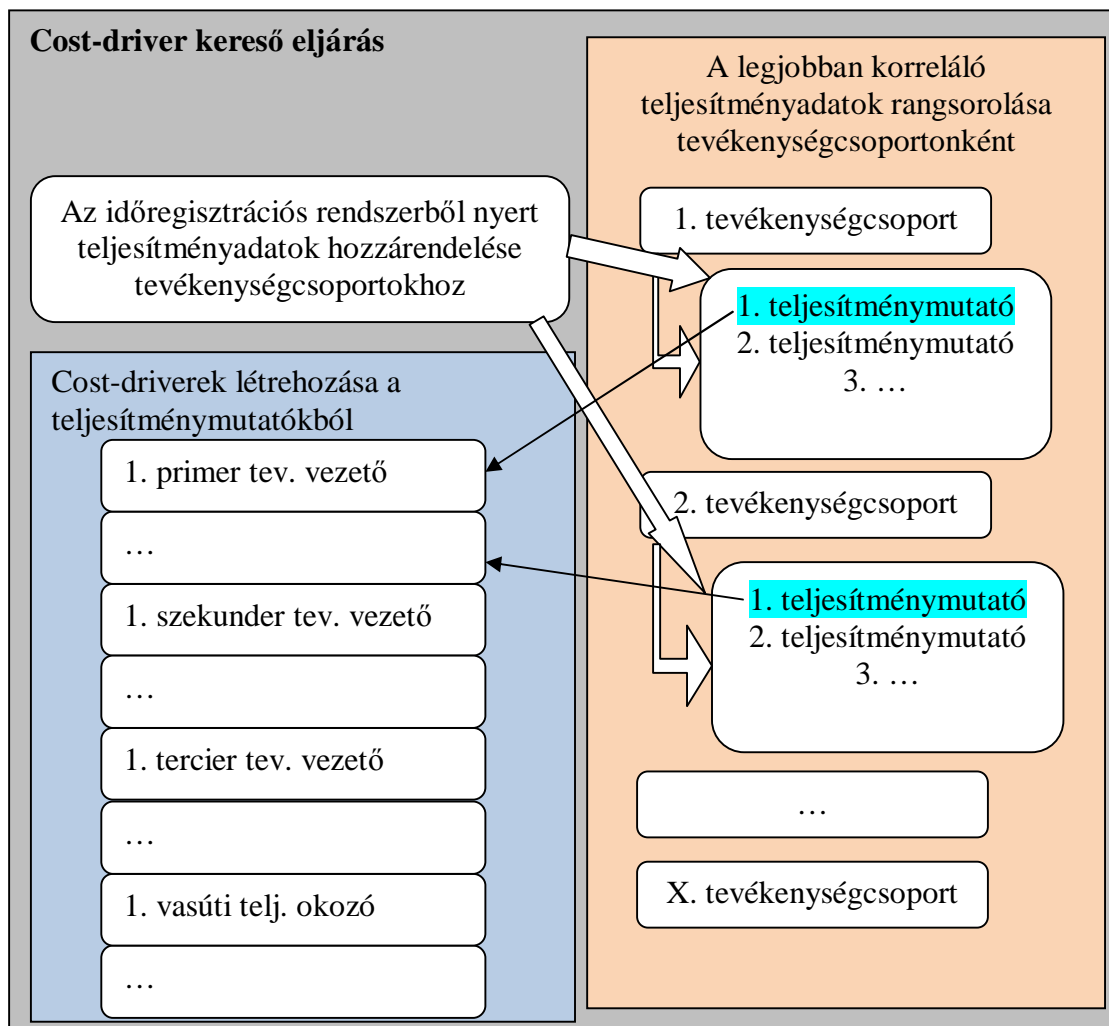 Cost-driver kereső eljárás
A legjobban korreláló
teljesítményadatok rangsorolása
tevékenységcsoportonként
Az időregisztrációs rendszerből nyert
teljesítményadatok hozzárendelése
tevékenységcsoportokhoz
1. tevékenységcsoport
1. teljesítménymutató
2. teljesítménymutató
3. …
2. tevékenységcsoport
1. teljesítménymutató
2. teljesítménymutató
3. …
…
X. tevékenységcsoport
Cost-driverek létrehozása a
teljesítménymutatókból
1. primer tev. vezető
…
1. szekunder tev. vezető
…
1. tercier tev. vezető
…
1. vasúti telj. okozó
…